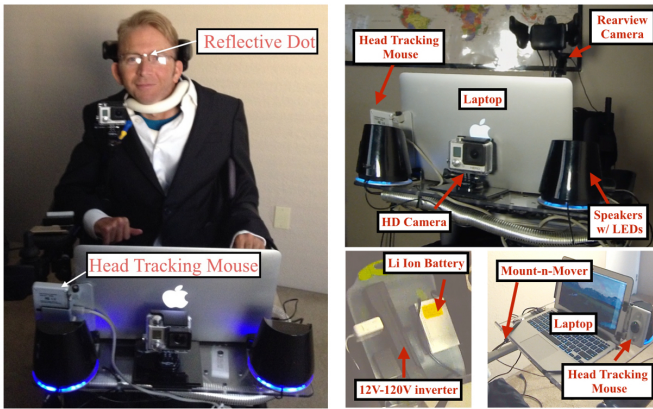 Reflective Dot
Head Tracking Mouse
Head Tracking
Mouse
Rearview
Camera
Laptop
HD Camera
Speakers
w/ LEDs
Li Ion Battery
12V-120V inverter
Mount-n-Mover
Laptop
Head Tracking
Mouse